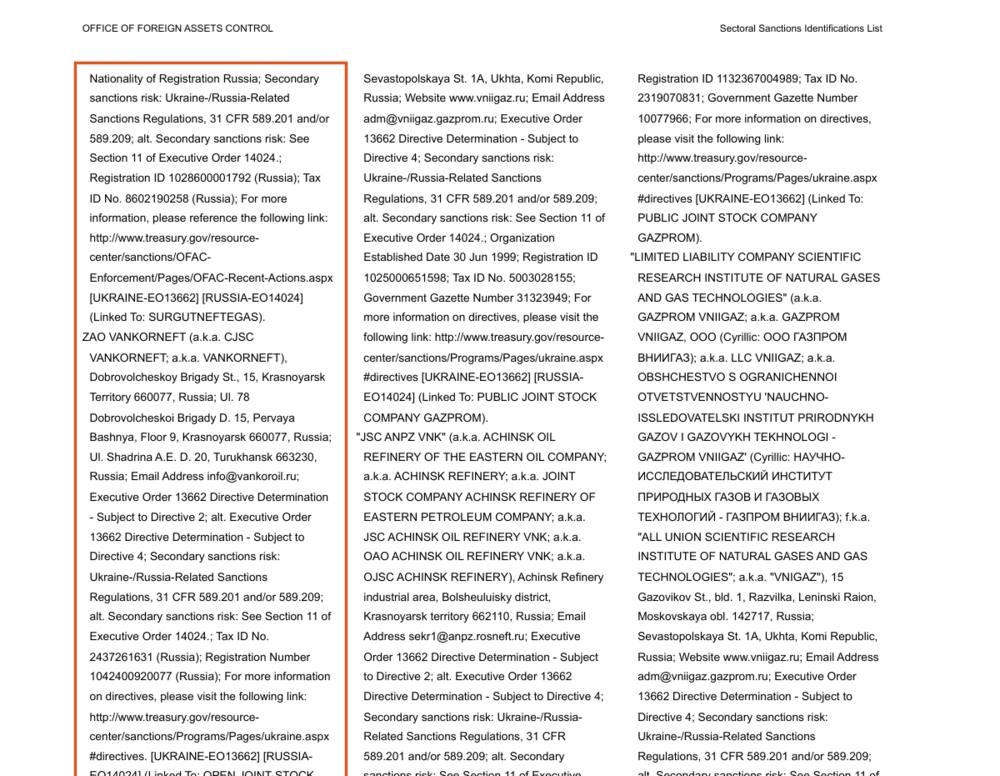 OFFICE OF FOREIGN ASSETS CONTROL
Sectoral Sanctions Identifications List
Nationality of Registration Russia; Secondary
sanctions risk: Ukraine-/Russia-Related
Sanctions Regulations, 31 CFR 589.201 and/or
589.209; alt. Secondary sanctions risk: See
Section 11 of Executive Order 14024.;
Registration ID 1028600001792 (Russia); Tax
ID No. 8602190258 (Russia); For more
information, please reference the following link:
http://www.treasury.gov/resource-
center/sanctions/OFAC-
Enforcement/Pages/OFAC-Recent-Actions.aspx
[UKRAINE-EO13662] [RUSSIA-EO14024]
(Linked To: SURGUTNEFTEGAS).
ZAO VANKORNEFT (a.k.a. CJSC
VANKORNEFT; a.k.a. VANKORNEFT),
Dobrovolcheskoy Brigady St., 15, Krasnoyarsk
Territory 660077, Russia; Ul. 78
Dobrovolcheskoi Brigady D. 15, Pervaya
Bashnya, Floor 9, Krasnoyarsk 660077, Russia;
Ul. Shadrina A.E. D. 20, Turukhansk 663230,
Russia; Email Address info@vankoroil.ru;
Executive Order 13662 Directive Determination
- Subject to Directive 2; alt. Executive Order
13662 Directive Determination - Subject to
Directive 4; Secondary sanctions risk:
Ukraine-/Russia-Related Sanctions
Regulations, 31 CFR 589.201 and/or 589.209;
alt. Secondary sanctions risk: See Section 11 of
Executive Order 14024.; Tax ID No.
2437261631 (Russia); Registration Number
1042400920077 (Russia); For more information
on directives, please visit the following link:
http://www.treasury.gov/resource-
center/sanctions/Programs/Pages/ukraine.aspx
#directives. [UKRAINE-EO13662] [RUSSIA-
EO14024] (Linked To: OPEN JOINT STOCK
Sevastopolskaya St. 1A, Ukhta, Komi Republic,
Russia; Website www.vniigaz.ru; Email Address
adm@vniigaz.gazprom.ru; Executive Order
13662 Directive Determination - Subject to
Directive 4; Secondary sanctions risk:
Ukraine-/Russia-Related Sanctions
Regulations, 31 CFR 589.201 and/or 589.209;
alt. Secondary sanctions risk: See Section 11 of
Executive Order 14024.; Organization
Established Date 30 Jun 1999; Registration ID
1025000651598; Tax ID No. 5003028155;
Government Gazette Number 31323949; For
more information on directives, please visit the
following link: http://www.treasury.gov/resource-
center/sanctions/Programs/Pages/ukraine.aspx
#directives [UKRAINE-EO13662] [RUSSIA-
EO14024] (Linked To: PUBLIC JOINT STOCK
COMPANY GAZPROM).
"JSC ANPZ VNK" (a.k.a. ACHINSK OIL
REFINERY OF THE EASTERN OIL COMPANY;
a.k.a. ACHINSK REFINERY; a.k.a. JOINT
STOCK COMPANY ACHINSK REFINERY OF
EASTERN PETROLEUM COMPANY; a.k.a.
JSC ACHINSK OIL REFINERY VNK; a.k.a.
OAO ACHINSK OIL REFINERY VNK; a.k.a.
OJSC ACHINSK REFINERY), Achinsk Refinery
industrial area, Bolsheuluisky district,
Krasnoyarsk territory 662110, Russia; Email
Address sekr1@anpz.rosneft.ru; Executive
Order 13662 Directive Determination - Subject
to Directive 2; alt. Executive Order 13662
Directive Determination - Subject to Directive 4;
Secondary sanctions risk: Ukraine-/Russia-
Related Sanctions Regulations, 31 CFR
589.201 and/or 589.209; alt. Secondary
sanctions risk: See Section 11 of Executive
Registration ID 1132367004989; Tax ID No.
2319070831; Government Gazette Number
10077966; For more information on directives,
please visit the following link:
http://www.treasury.gov/resource-
center/sanctions/Programs/Pages/ukraine.aspx
#directives [UKRAINE-EO13662] (Linked To:
PUBLIC JOINT STOCK COMPANY
GAZPROM).
"LIMITED LIABILITY COMPANY SCIENTIFIC
RESEARCH INSTITUTE OF NATURAL GASES
AND GAS TECHNOLOGIES" (a.k.a.
GAZPROM VNIIGAZ; a.k.a. GAZPROM
VNIIGAZ, OOO (Cyrillic: ООО ГАЗПРОМ
ВНИИГАЗ); a.k.a. LLC VNIIGAZ; a.k.a.
OBSHCHESTVO S OGRANICHENNOI
OTVETSTVENNOSTYU 'NAUCHNO-
ISSLEDOVATELSKI INSTITUT PRIRODNYKH
GAZOV I GAZOVYKH TEKHNOLOGI -
GAZPROM VNIIGAZ' (Cyrillic: НАУЧНО-
ИССЛЕДОВАТЕЛЬСКИЙ ИНСТИТУТ
ПРИРОДНЫХ ГАЗОВ И ГАЗОВЫХ
ТЕХНОЛОГИЙ - ГАЗПРОМ ВНИИГАЗ); f.k.a.
"ALL UNION SCIENTIFIC RESEARCH
INSTITUTE OF NATURAL GASES AND GAS
TECHNOLOGIES"; a.k.a. "VNIGAZ"), 15
Gazovikov St., bld. 1, Razvilka, Leninski Raion,
Moskovskaya obl. 142717, Russia;
Sevastopolskaya St. 1A, Ukhta, Komi Republic,
Russia; Website www.vniigaz.ru; Email Address
adm@vniigaz.gazprom.ru; Executive Order
13662 Directive Determination - Subject to
Directive 4; Secondary sanctions risk:
Ukraine-/Russia-Related Sanctions
Regulations, 31 CFR 589.201 and/or 589.209;
alt. Secondary sanctions risk: See Section 11 of